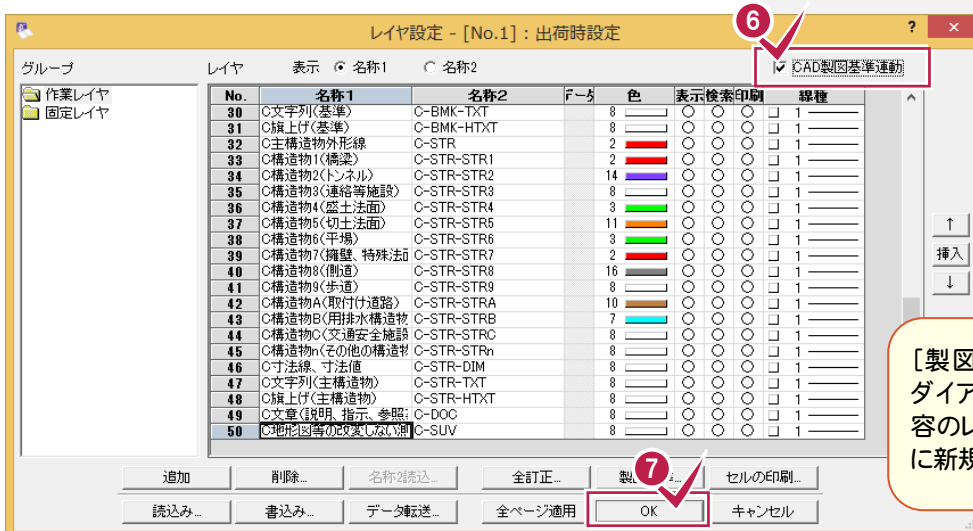 レイヤ設定 - [No.1]：出荷時設定
?
×
6
グループ
レイヤ 表示 名称1 名称2 CAD製図基準連動
作業レイヤ
固定レイヤ
No. 名称1 名称2 データ 色 表示 検索 印刷 線種
30 C文字列(基準) C-BMK-TXT 8 1
31 C旗上げ(基準) C-BMK-HTXT 8 1
32 C主構造物外形線 C-STR 2 1
33 C構造物1(橋梁) C-STR-STR1 2 1
34 C構造物2(トンネル) C-STR-STR2 14 1
35 C構造物3(連絡等施設) C-STR-STR3 8 1
36 C構造物4(盛土法面) C-STR-STR4 3 1
37 C構造物5(切土法面) C-STR-STR5 11 1
38 C構造物6(平場) C-STR-STR6 3 1
39 C構造物7(擁壁、特殊法面 C-STR-STR7 2 1
40 C構造物8(側道) C-STR-STR8 16 1
41 C構造物9(歩道) C-STR-STR9 8 1
42 C構造物A(取付け道路) C-STR-STRA 10 1
43 C構造物B(用排水構造物 C-STR-STRB 7 1
44 C構造物C(交通安全施設 C-STR-STRC 8 1
45 C構造物n(その他の構造物 C-STR-STRn 8 1
46 C寸法線、寸法値 C-STR-DIM 8 1
47 C文字列(主構造物) C-STR-TXT 8 1
48 C旗上げ(主構造物) C-STR-HTXT 8 1
49 C文章(説明、指示、参照 C-DOC 8 1
50 C地形図等の改変しない測 C-SUV 8 1
↑
挿入
↓
[製図
ダイア
容のレ
に新規
追加 削除... 名称2読込... 全訂正... セルの印刷...
7
読込み... 書込み... データ転送... 全ページ適用 OK キャンセル